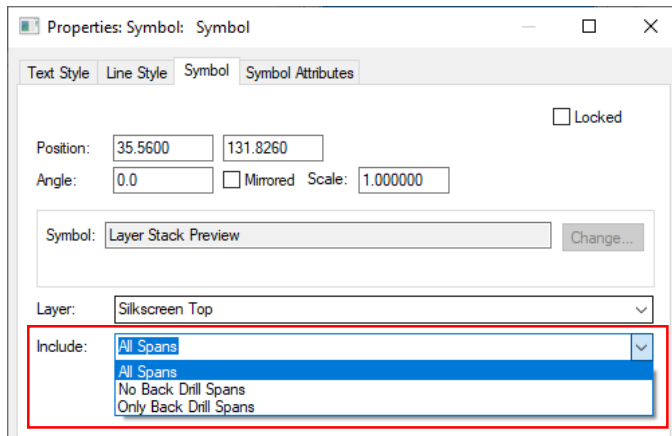 Properties: Symbol: Symbol
Text Style Line Style Symbol Symbol Attributes
Locked
Position: 35.5600 131.8260
Angle: 0.0 Mirrored Scale: 1.000000
Symbol: Layer Stack Preview Change...
Layer: Silkscreen Top
Include: All Spans
All Spans
No Back Drill Spans
Only Back Drill Spans